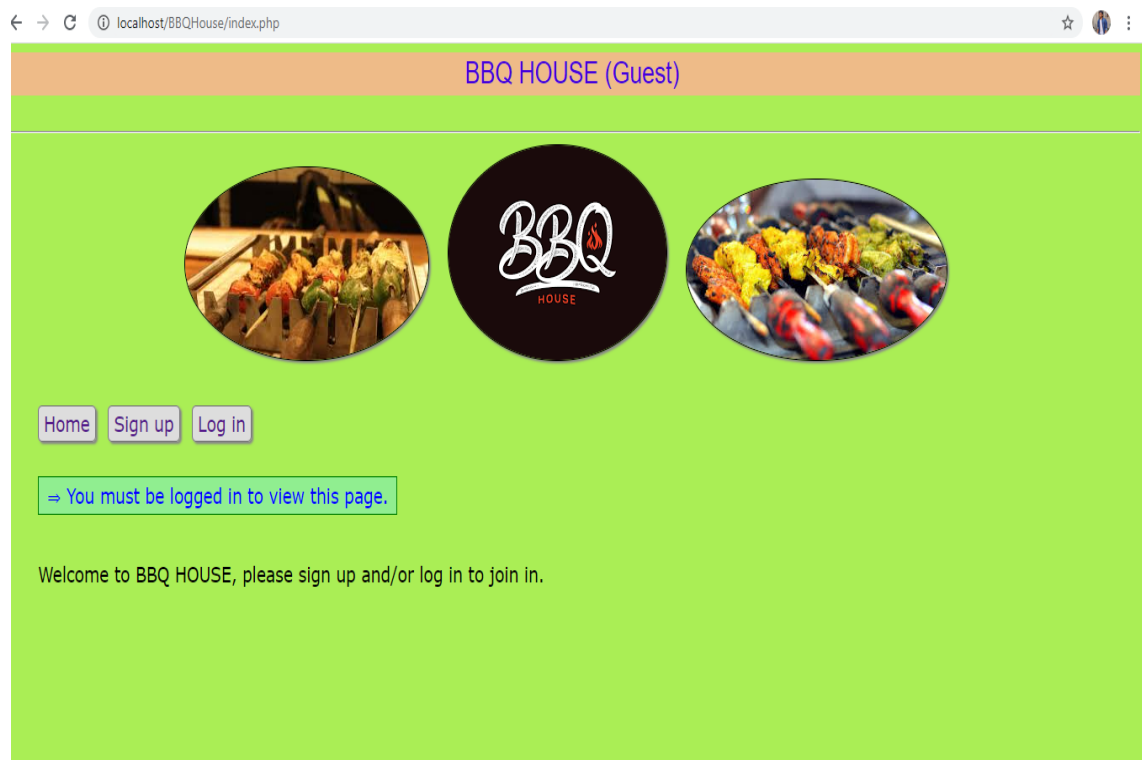 localhost/BBQHouse/index.php
BBQ HOUSE (Guest)
BBQ
HOUSE
Home Sign up Log in
⇒ You must be logged in to view this page.
Welcome to BBQ HOUSE, please sign up and/or log in to join in.